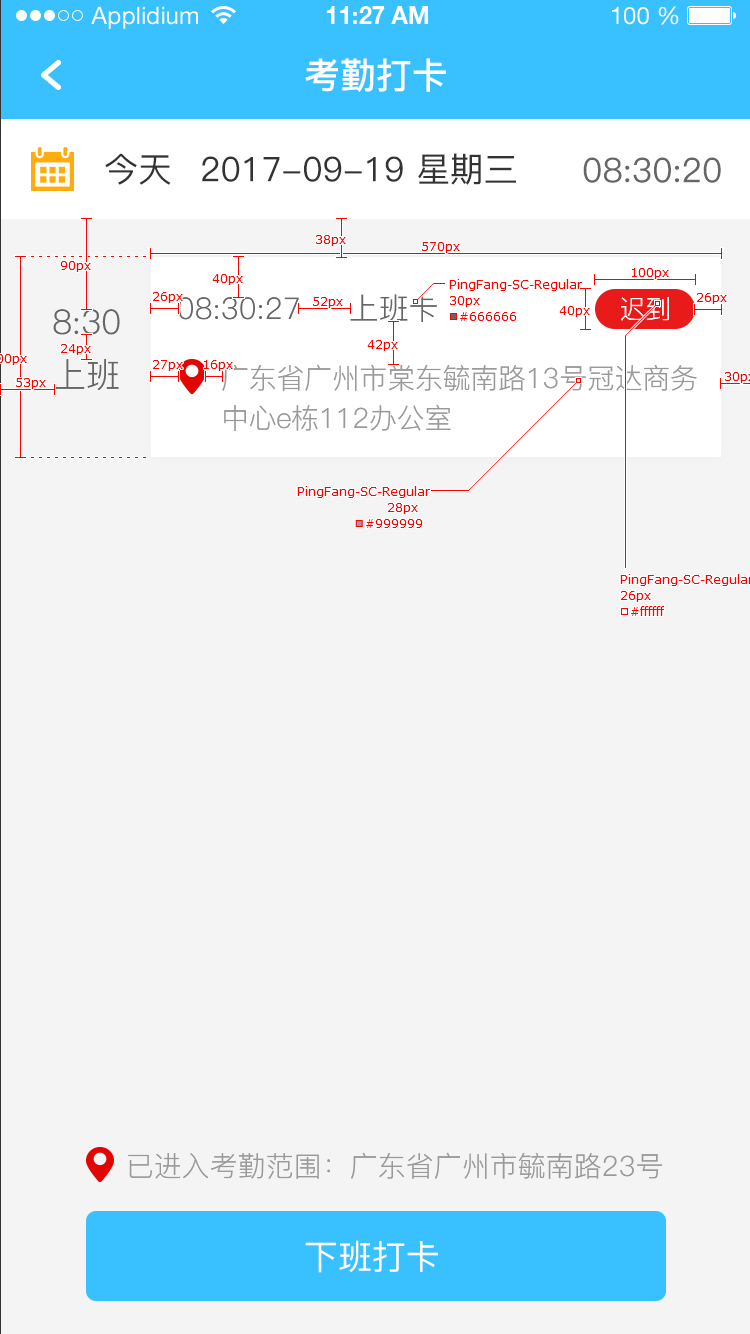 Applidium 11:27 AM 100 %
考勤打卡
今天 2017-09-19 星期三 08:30:20
38px
570px
90px
40px
100px
PingFang-SC-Regular
26px
52px
30px
40px
26px
08:30:27 上班卡 迟到
#666666
8:30
24px
42px
00px
27px
16px
53px
30px
上班
广东省广州市棠东毓南路13号冠达商务
中心e栋112办公室
PingFang-SC-Regular
28px
#999999
PingFang-SC-Regular
26px
#ffffff
已进入考勤范围：广东省广州市毓南路23号
下班打卡